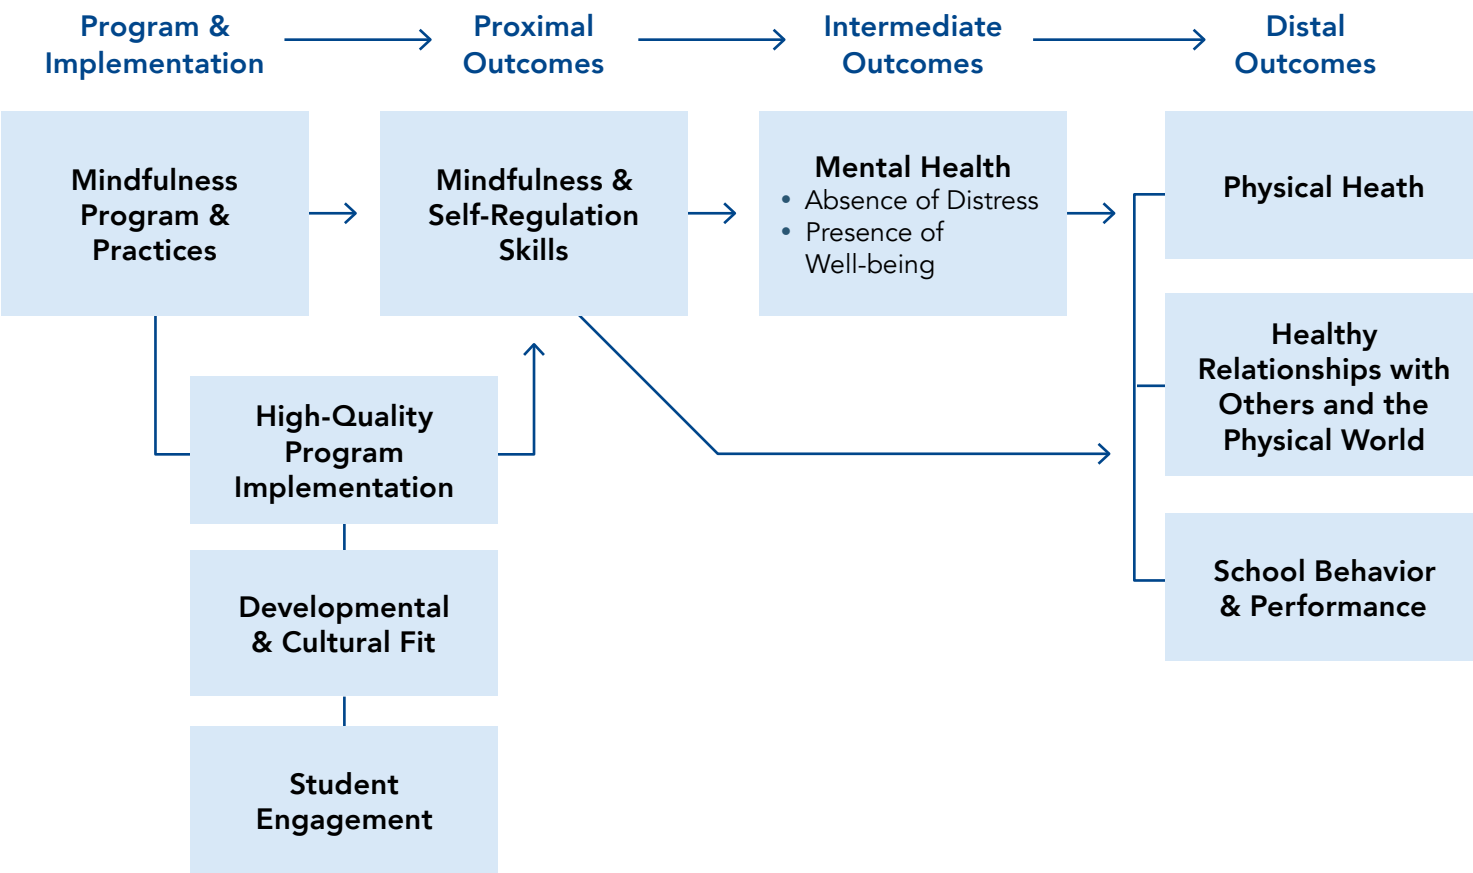 Program &
Implementation
Proximal
Outcomes
Intermediate
Outcomes
Distal
Outcomes
Mindfulness
Program &
Practices
Mindfulness &
Self-Regulation
Skills
Mental Health
• Absence of Distress
• Presence of
Well-being
Physical Heath
Healthy
Relationships with
Others and the
Physical World
School Behavior
& Performance
High-Quality
Program
Implementation
Developmental
& Cultural Fit
Student
Engagement